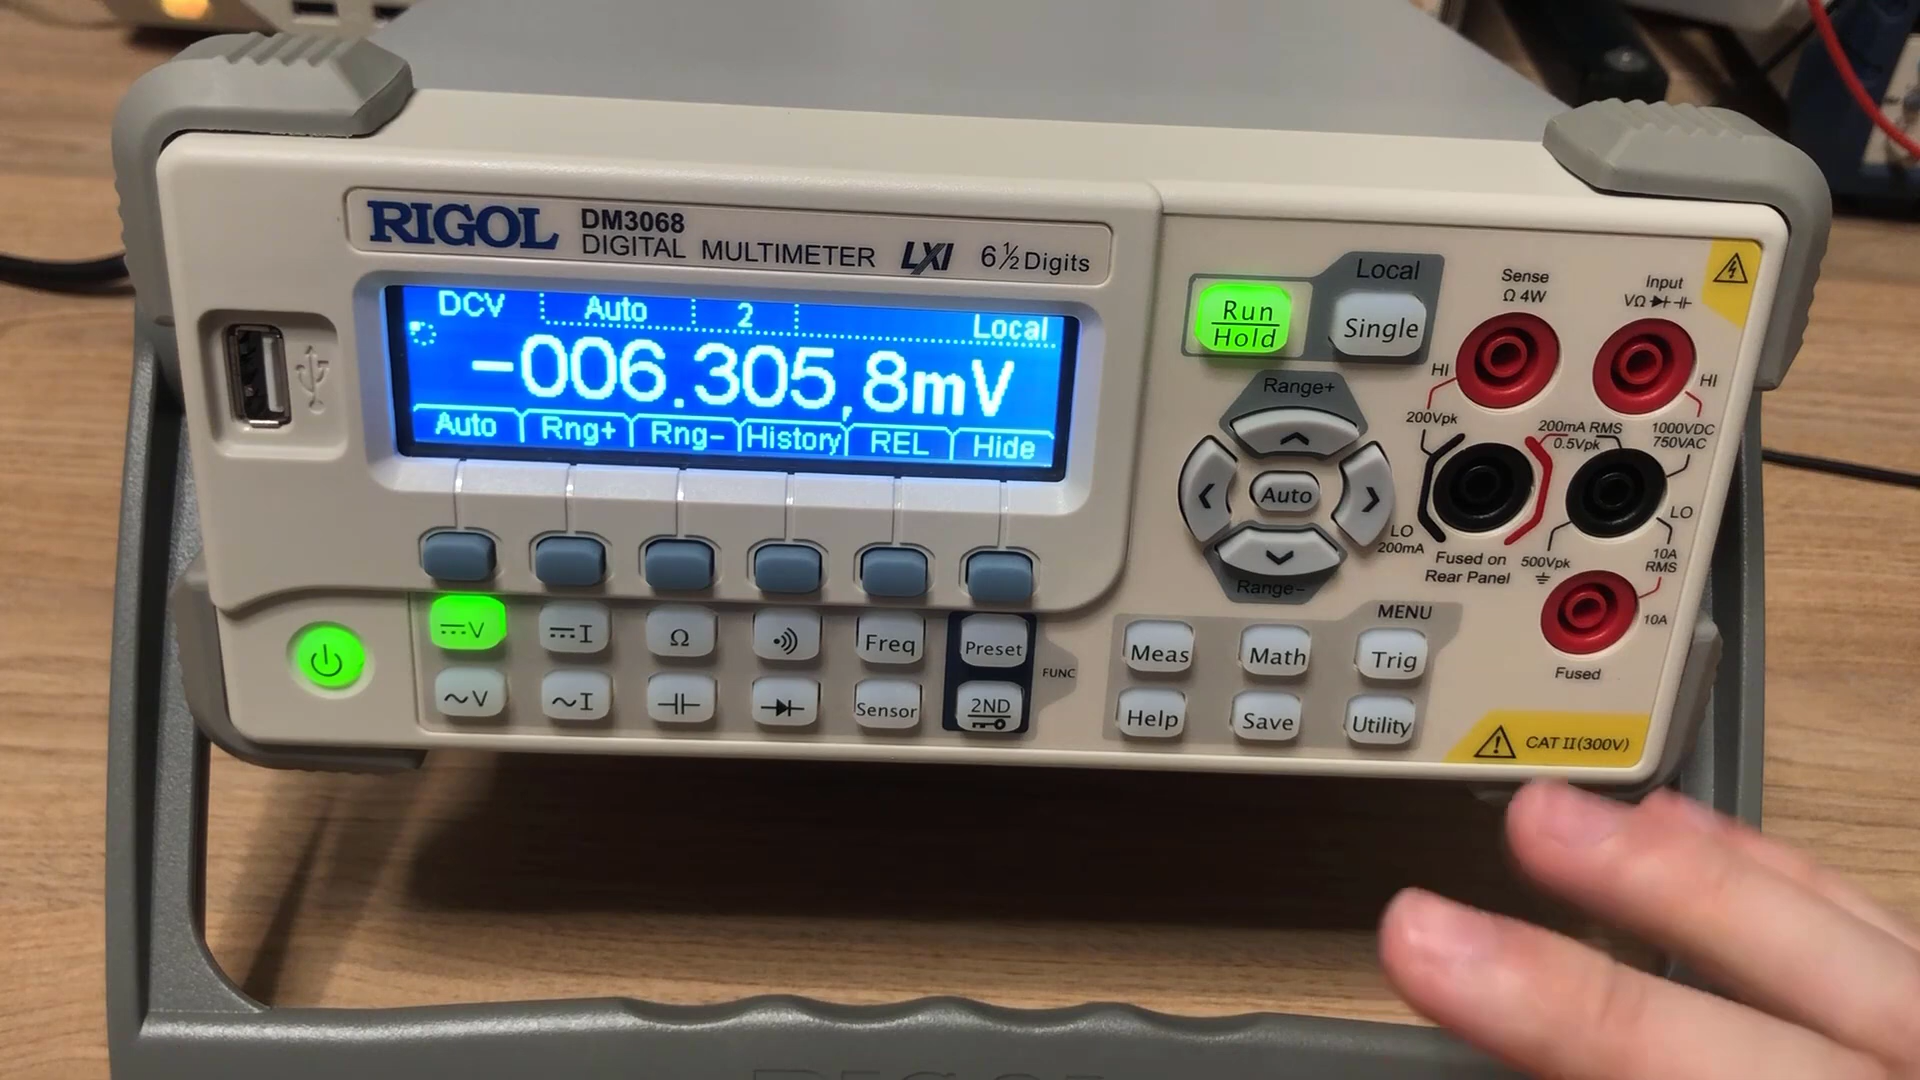 RIGOL DM3068
DIGITAL MULTIMETER LXI 6½ Digits
DCV Auto 2 Local
-006.305,8mV
Auto Rng+ Rng- History REL Hide
V I Ω Freq Preset
~V ~I Sensor 2ND
FUNC
Local
Run
Hold
Single
Range+
Auto
Range-
MENU
Meas Math Trig
Help Save Utility
Sense
Ω 4W
Input
VΩ
HI
HI
200Vpk
200mA RMS
0.5Vpk
1000VDC
750VAC
LO
200mA
LO
Fused on
Rear Panel
500Vpk
10A
RMS
10A
Fused
CAT II(300V)